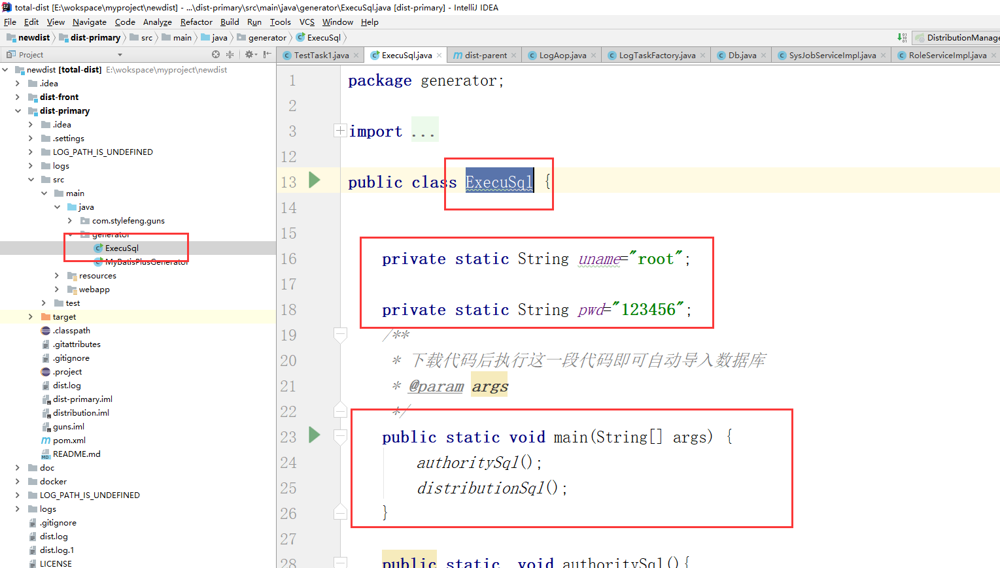 total-dist [E:\wokspace\myproject\newdist] - ...\dist-primary\src\main\java\generator\ExecuSql.java [dist-primary] - IntelliJ IDEA
File Edit View Navigate Code Analyze Refactor Build Run Tools VCS Window Help
newdist dist-primary src main java generator ExecuSql DistributionManage
Project
TestTask1.java ExecuSql.java dist-parent LogAop.java LogTaskFactory.java Db.java SysJobServiceImpl.java RoleServiceImpl.java
newdist [total-dist] E:\wokspace\myproject\newdist
.idea
dist-front
dist-primary
.idea
.settings
LOG_PATH_IS_UNDEFINED
logs
src
main
java
com.stylefeng.guns
generator
ExecuSql
MyBatisPlusGenerator
resources
webapp
test
target
.classpath
.gitattributes
.gitignore
.project
dist.log
dist-primary.iml
distribution.iml
guns.iml
pom.xml
README.md
doc
docker
LOG_PATH_IS_UNDEFINED
logs
.gitignore
dist.log
dist.log.1
LICENSE
1 package generator;
2
3 import ...
12
13 public class ExecuSql {
14
15
16 private static String uname="root";
17
18 private static String pwd="123456";
19 /**
20 * 下载代码后执行这一段代码即可自动导入数据库
21 * @param args
22 */
23 public static void main(String[] args) {
24 authoritySql();
25 distributionSql();
26 }
27
28 public static void authoritySql(){